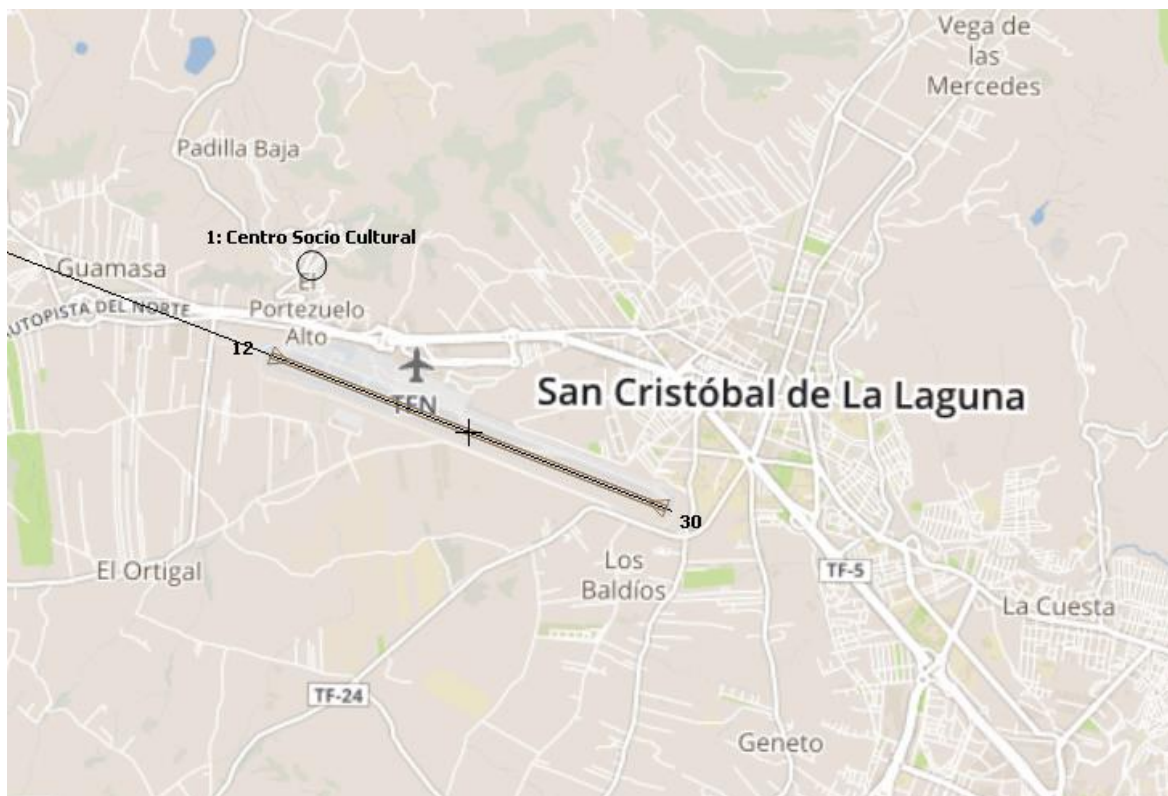 Vega de
las
Mercedes
Padilla Baja
1: Centro Socio Cultural
Guamasa
El
Portezuelo
Alto
AUTOPISTA DEL NORTE
12
TFN
San Cristóbal de La Laguna
30
El Ortigal
Los
Baldíos
TF-5
La Cuesta
TF-24
Geneto